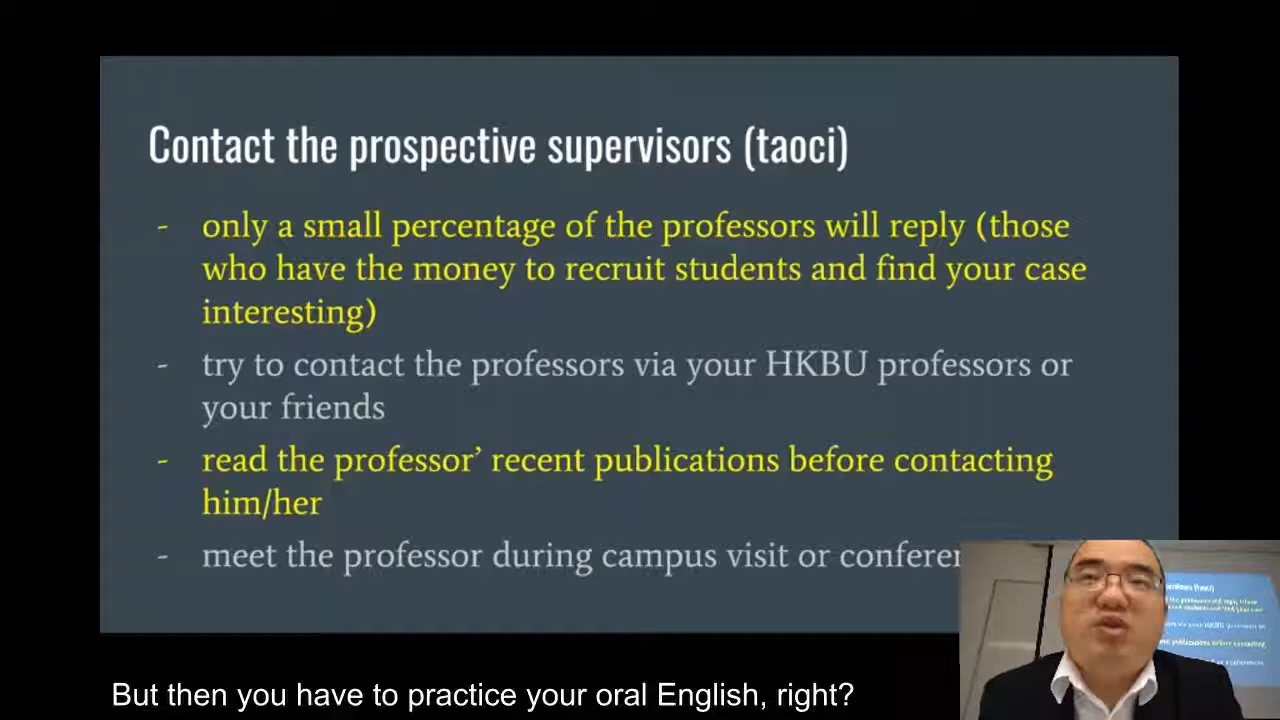 Contact the prospective supervisors (taoci)
- only a small percentage of the professors will reply (those
who have the money to recruit students and find your case
interesting)
- try to contact the professors via your HKBU professors or
your friends
- read the professor’ recent publications before contacting
him/her
- meet the professor during campus visit or conferen
But then you have to practice your oral English, right?